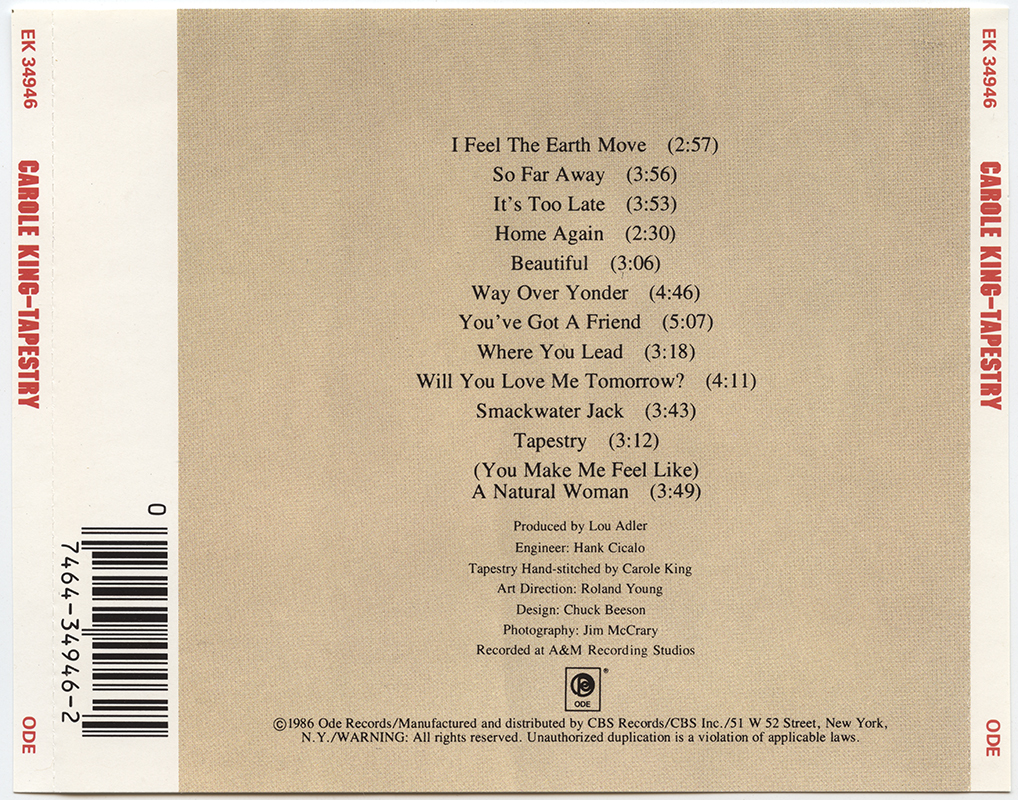 EK 34946
CAROLE KING–TAPESTRY
ODE
0
7464-34946-2
I Feel The Earth Move (2:57)
So Far Away (3:56)
It's Too Late (3:53)
Home Again (2:30)
Beautiful (3:06)
Way Over Yonder (4:46)
You've Got A Friend (5:07)
Where You Lead (3:18)
Will You Love Me Tomorrow? (4:11)
Smackwater Jack (3:43)
Tapestry (3:12)
(You Make Me Feel Like)
A Natural Woman (3:49)
Produced by Lou Adler
Engineer: Hank Cicalo
Tapestry Hand-stitched by Carole King
Art Direction: Roland Young
Design: Chuck Beeson
Photography: Jim McCrary
Recorded at A&M Recording Studios
®
ODE
©1986 Ode Records/Manufactured and distributed by CBS Records/CBS Inc./51 W 52 Street, New York,
N.Y./WARNING: All rights reserved. Unauthorized duplication is a violation of applicable laws.
EK 34946
CAROLE KING–TAPESTRY
ODE